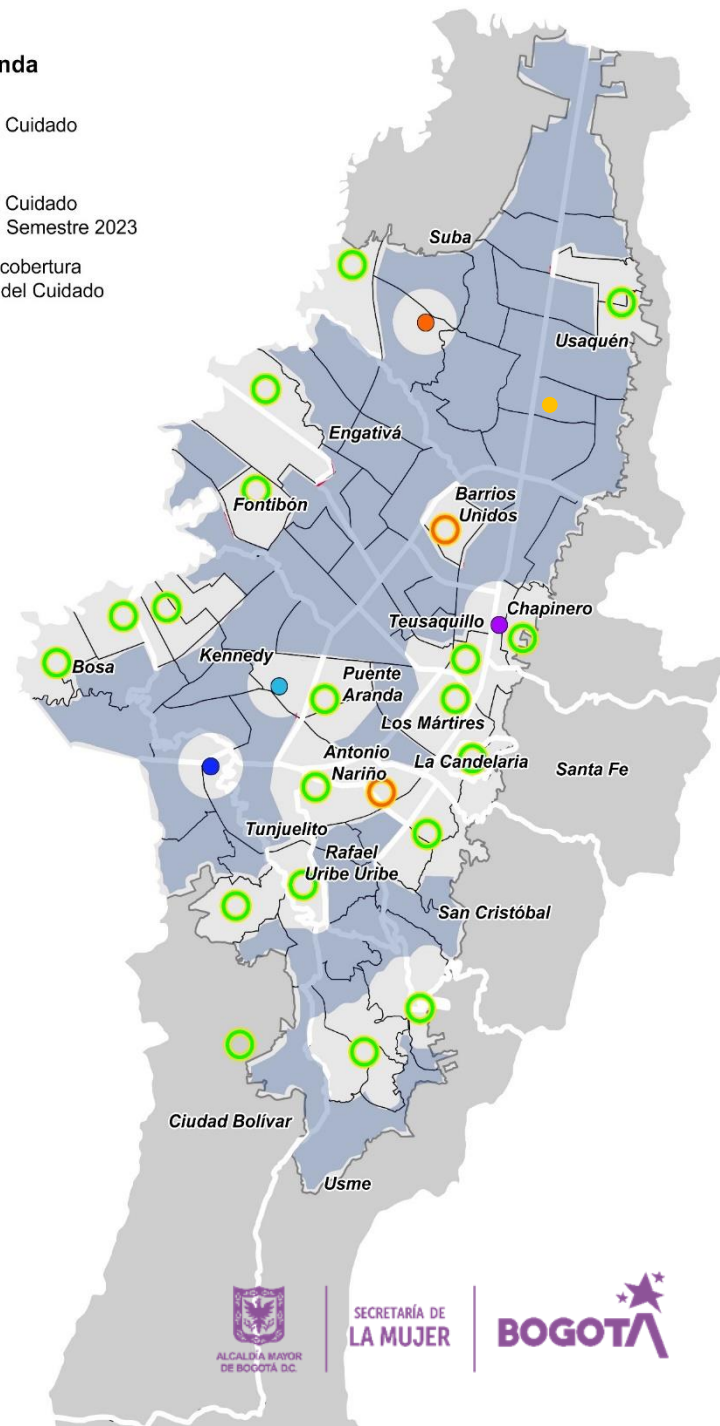 nda
Cuidado
Cuidado
Semestre 2023
cobertura
del Cuidado
Suba
Usaquén
Engativá
Barrios
Unidos
Fontibón
Chapinero
Teusaquillo
Bosa
Kennedy
Puente
Aranda
Los Mártires
Antonio
Nariño
La Candelaria
Santa Fe
Tunjuelito
Rafael
Uribe Uribe
San Cristóbal
Ciudad Bolívar
Usme
ALCALDÍA MAYOR
DE BOGOTÁ D.C.
SECRETARÍA DE
LA MUJER
BOGOTÁ